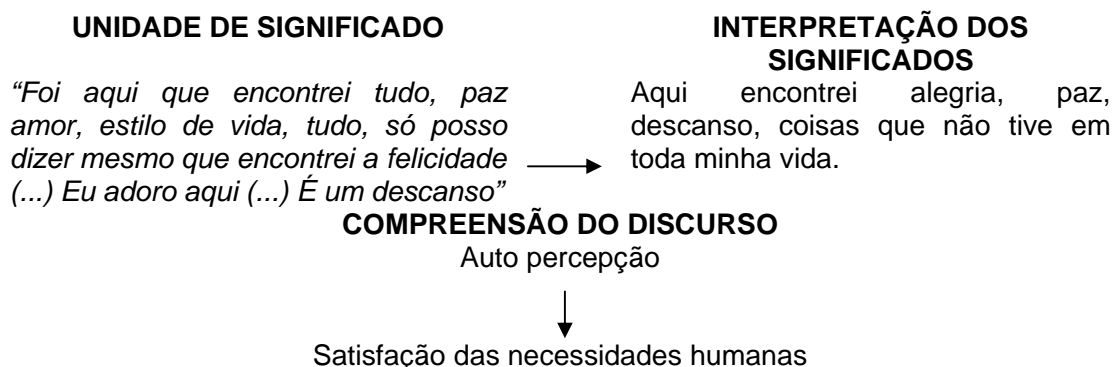 UNIDADE DE SIGNIFICADO
“Foi aqui que encontrei tudo, paz
amor, estilo de vida, tudo, só posso
dizer mesmo que encontrei a felicidade
(...) Eu adoro aqui (...) É um descanso”
INTERPRETAÇÃO DOS
SIGNIFICADOS
Aqui encontrei alegria, paz,
descanso, coisas que não tive em
toda minha vida.
COMPREENSÃO DO DISCURSO
Auto percepção
Satisfação das necessidades humanas